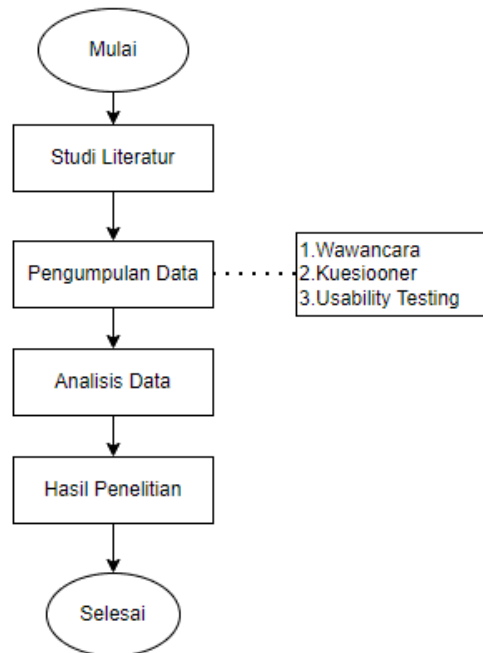 Mulai
Studi Literatur
Pengumpulan Data
1.Wawancara
2.Kuesiooner
3.Usability Testing
Analisis Data
Hasil Penelitian
Selesai